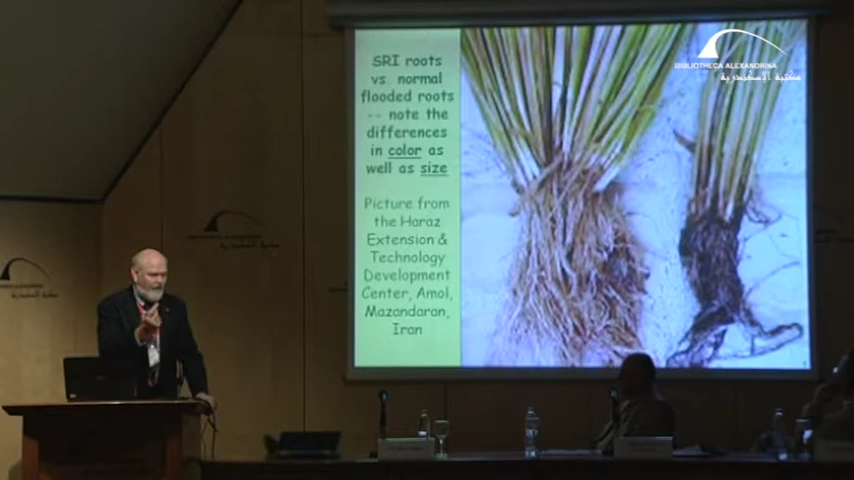 SRI roots
vs. normal
flooded roots
-- note the
differences
in color as
well as size
Picture from
the Haraz
Extension &
Technology
Development
Center, Amol,
Mazandaran,
Iran
BIBLIOTHECA ALEXANDRINA
مكتبة الإسكندرية